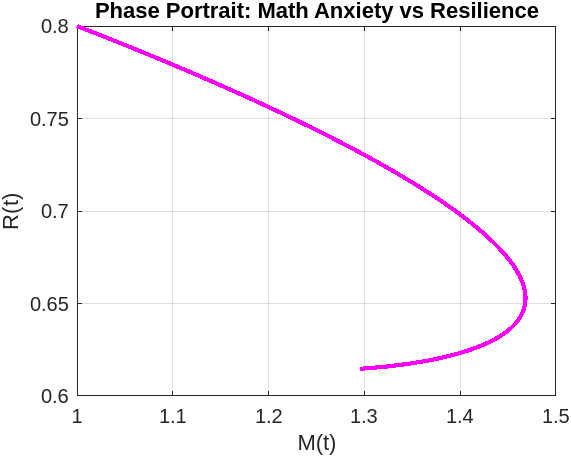 Phase Portrait: Math Anxiety vs Resilience
0.8
0.75
0.7
0.65
0.6
R(t)
1 1.1 1.2 1.3 1.4 1.5
M(t)